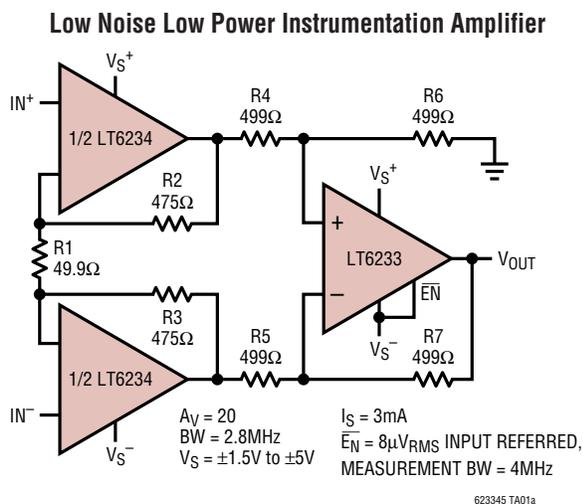 Low Noise Low Power Instrumentation Amplifier
VS+
IN+
1/2 LT6234
R4
499Ω
R6
499Ω
R2
475Ω
VS+
R1
49.9Ω
+
LT6233
VOUT
–
EN
R3
475Ω
VS–
R5
499Ω
R7
499Ω
1/2 LT6234
IN–
VS–
AV = 20
BW = 2.8MHz
VS = ±1.5V to ±5V
IS = 3mA
EN = 8µVRMS INPUT REFERRED,
MEASUREMENT BW = 4MHz
623345 TA01a